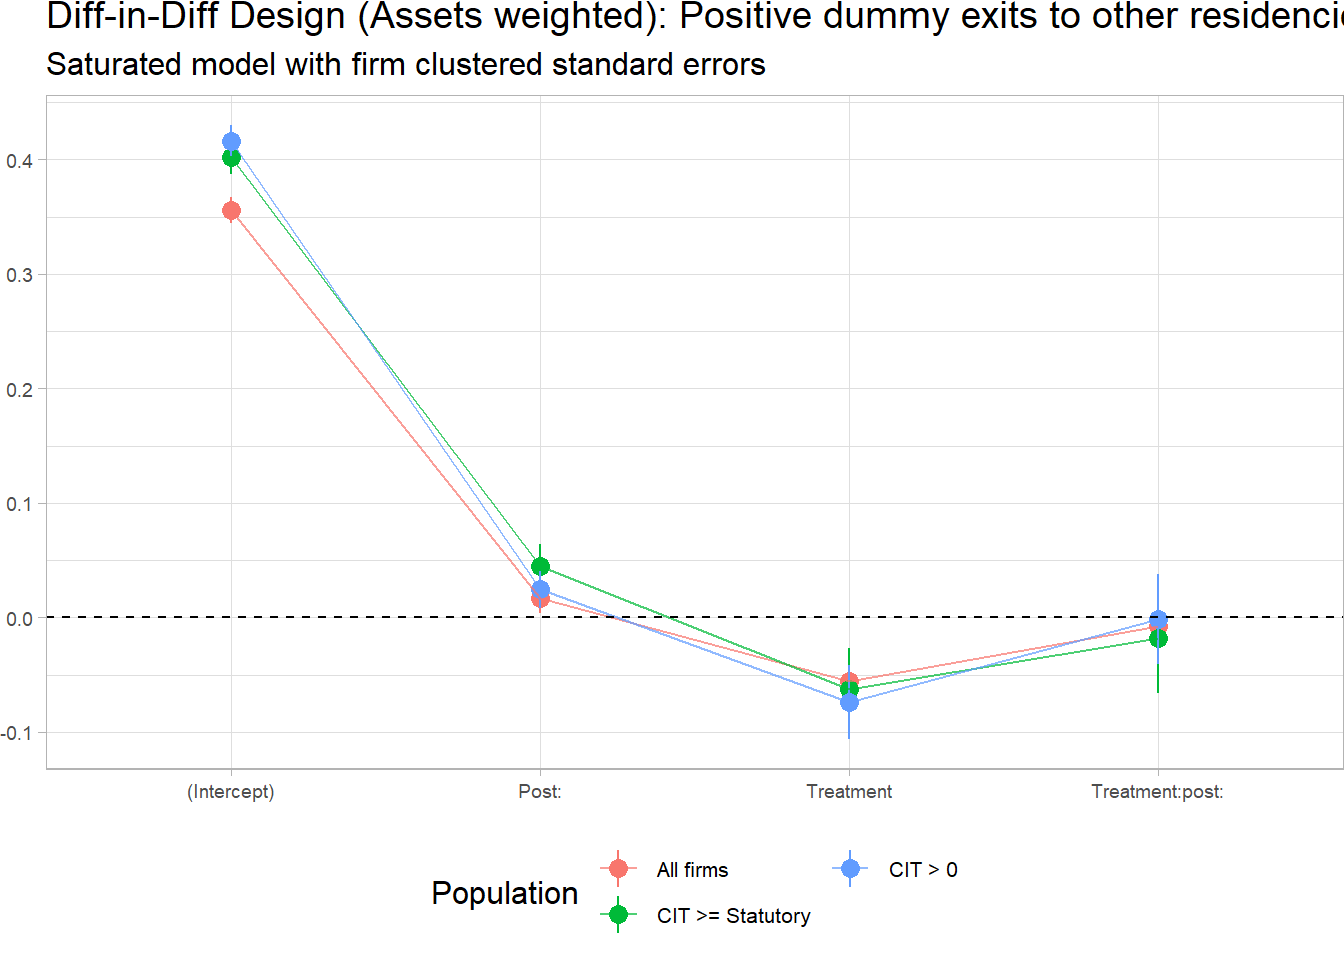 Diff-in-Diff Design (Assets weighted): Positive dummy exits to other residenci
Saturated model with firm clustered standard errors
0.4
0.3
0.2
0.1
0.0
-0.1
(Intercept) Post: Treatment Treatment:post:
Population
All firms CIT > 0
CIT >= Statutory